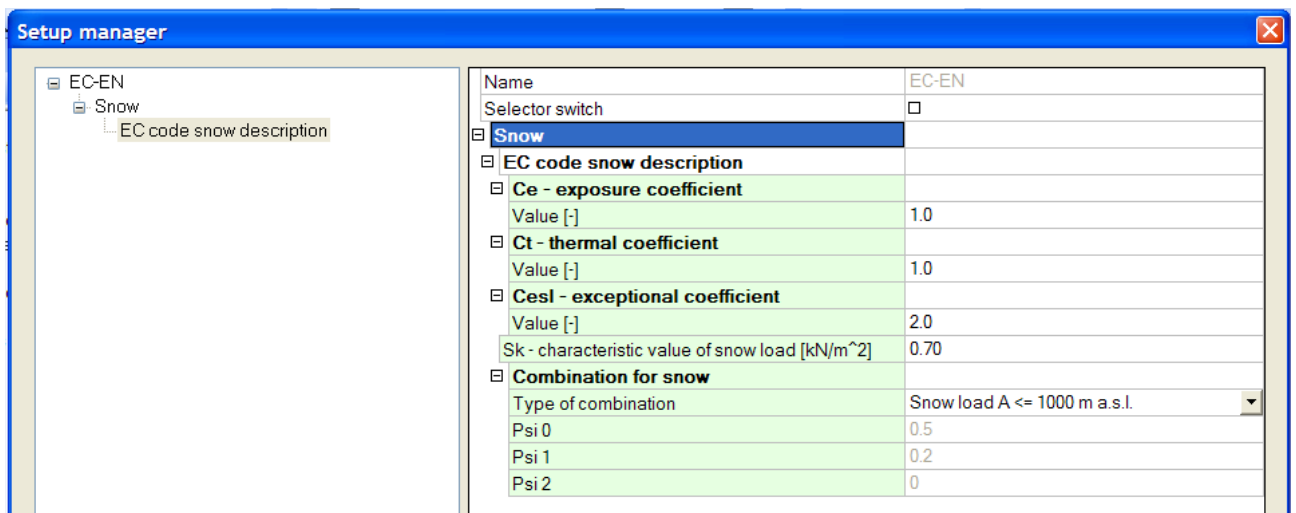 Setup manager
EC-EN
Snow
EC code snow description
Name EC-EN
Selector switch
Snow
EC code snow description
Ce - exposure coefficient
Value [-] 1.0
Ct - thermal coefficient
Value [-] 1.0
Cesl - exceptional coefficient
Value [-] 2.0
Sk - characteristic value of snow load [kN/m^2] 0.70
Combination for snow
Type of combination Snow load A <= 1000 m a.s.l.
Psi 0 0.5
Psi 1 0.2
Psi 2 0